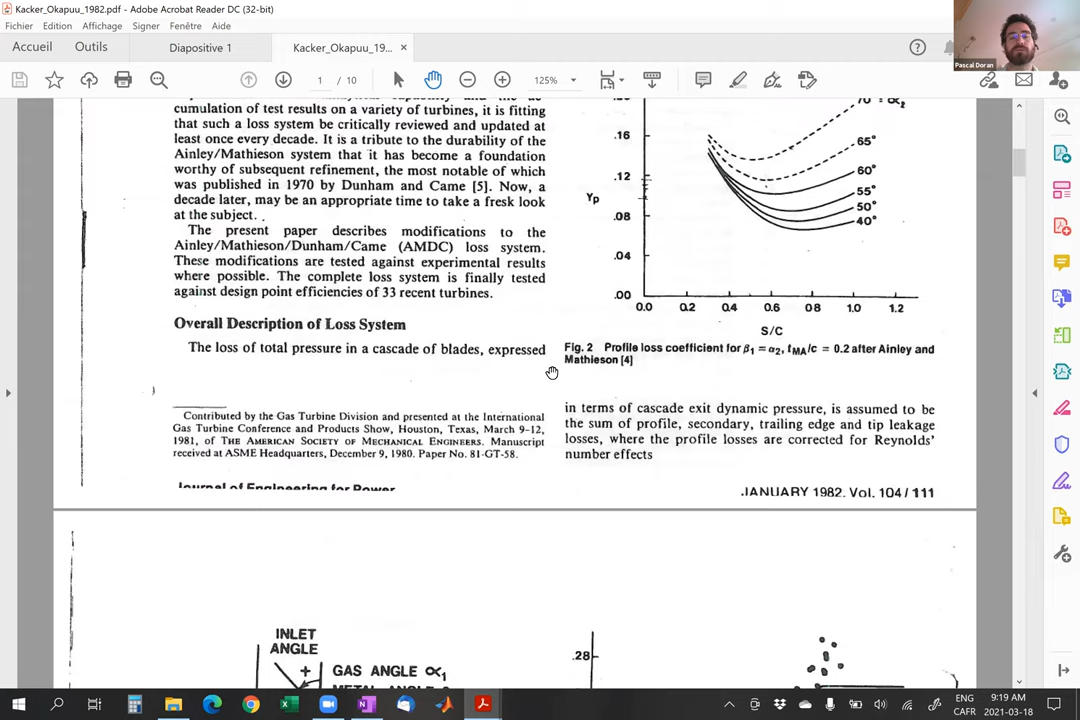 Kacker_Okapuu_1982.pdf - Adobe Acrobat Reader DC (32-bit)
Fichier Edition Affichage Signer Fenêtre Aide
Accueil Outils Diapositive 1 Kacker_Okapuu_19... ×
1 / 10 125%
Pascal Doran
cumulation of test results on a variety of turbines, it is fitting
that such a loss system be critically reviewed and updated at
least once every decade. It is a tribute to the durability of the
Ainley/Mathieson system that it has become a foundation
worthy of subsequent refinement, the most notable of which
was published in 1970 by Dunham and Came [5]. Now, a
decade later, may be an appropriate time to take a fresk look
at the subject.
The present paper describes modifications to the
Ainley/Mathieson/Dunham/Came (AMDC) loss system.
These modifications are tested against experimental results
where possible. The complete loss system is finally tested
against design point efficiencies of 33 recent turbines.
Overall Description of Loss System
The loss of total pressure in a cascade of blades, expressed
Contributed by the Gas Turbine Division and presented at the International
Gas Turbine Conference and Products Show, Houston, Texas, March 9-12,
1981, of THE AMERICAN SOCIETY OF MECHANICAL ENGINEERS. Manuscript
received at ASME Headquarters, December 9, 1980. Paper No. 81-GT-58.
Journal of Engineering for Power
70° = α2
.16
65°
.12
60°
Yp
55°
50°
.08
40°
.04
.00
0.0 0.2 0.4 0.6 0.8 1.0 1.2
S/C
Fig. 2 Profile loss coefficient for β1 = α2, tMA/c = 0.2 after Ainley and
Mathieson [4]
in terms of cascade exit dynamic pressure, is assumed to be
the sum of profile, secondary, trailing edge and tip leakage
losses, where the profile losses are corrected for Reynolds'
number effects
JANUARY 1982, Vol. 104 / 111
INLET
ANGLE
+
GAS ANGLE α1
.28
ENG
CAFR
9:19 AM
2021-03-18